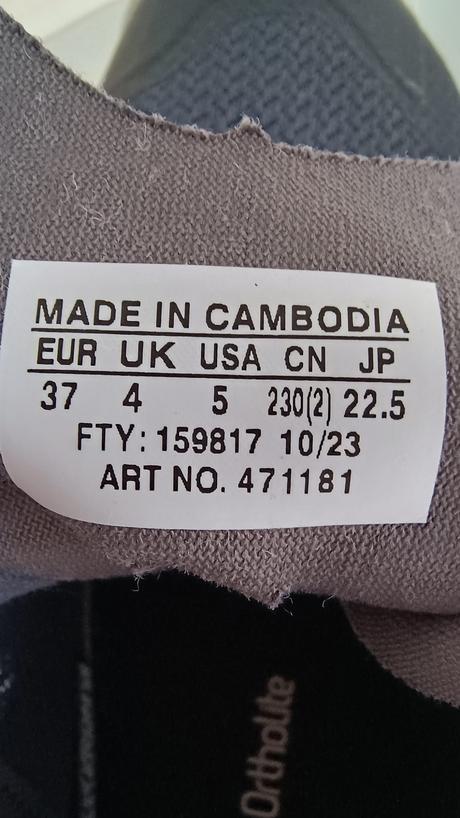 MADE IN CAMBODIA
EUR UK USA CN JP
37 4 5 230(2) 22.5
FTY: 159817 10/23
ART NO. 471181
Ortholite